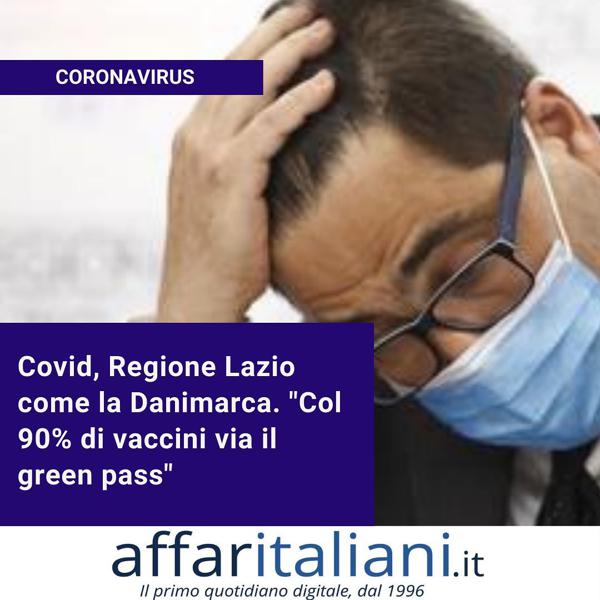 CORONAVIRUS
Covid, Regione Lazio
come la Danimarca. "Col
90% di vaccini via il
green pass"
affaritaliani.it
Il primo quotidiano digitale, dal 1996